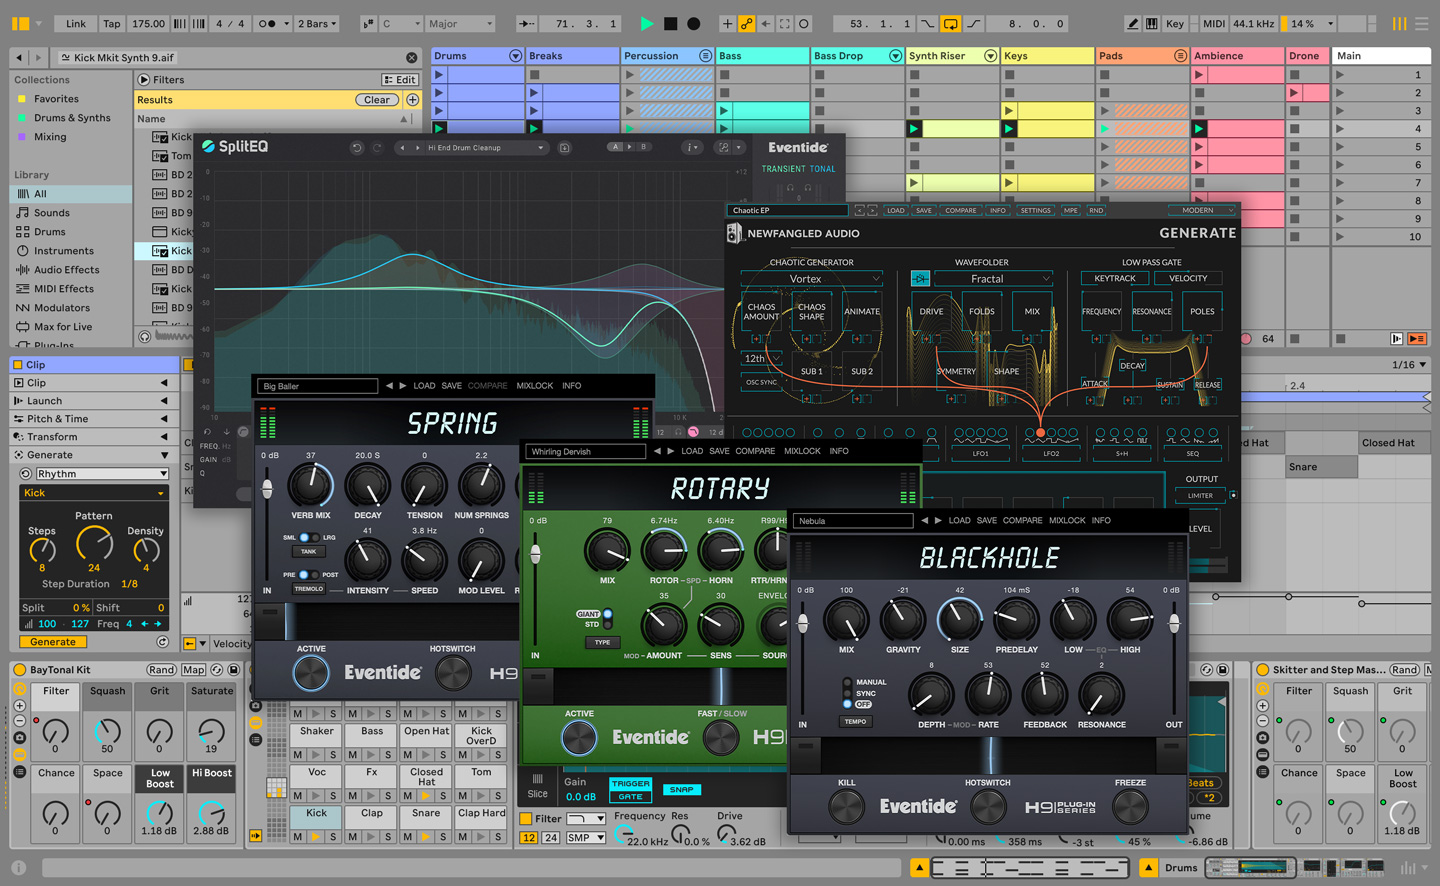 Link Tap 175.00 4 / 4 2 Bars C Major 71. 3. 1 53. 1. 1 8. 0. 0 Key MIDI 44.1 kHz 14 %
Kick Mkit Synth 9.aif
Drums Breaks Percussion Bass Bass Drop Synth Riser Keys Pads Ambience Drone Main
Collections
Favorites
Drums & Synths
Mixing
Library
All
Sounds
Drums
Instruments
Audio Effects
MIDI Effects
Modulators
Max for Live
Plug-Ins
Filters Edit
Results Clear
Name
Kick
Tom
BD 2
BD 2
BD 9
Kicky
Kick
BD D
Kick
BD 9
1
2
3
4
5
6
7
8
9
10
64
1/16
2.4
Closed Hat
Snare
SplitEQ
Hi End Drum Cleanup
A B
Eventide
TRANSIENT TONAL
0
-10
-20
-30
-40
-50
-60
-70
-80
-90
+12
FREQ. Hz
GAIN dB
Q
Chaotic EP
LOAD SAVE COMPARE INFO SETTINGS MPE RND MODERN
NEWFANGLED AUDIO GENERATE
CHAOTIC GENERATOR WAVEFOLDER LOW PASS GATE
Vortex Fractal KEYTRACK VELOCITY
CHAOS AMOUNT CHAOS SHAPE ANIMATE DRIVE FOLDS MIX FREQUENCY RESONANCE POLES
12th
OSC SYNC
SUB 1 SUB 2 SYMMETRY SHAPE DECAY
ATTACK SUSTAIN RELEASE
LFO1 LFO2 S+H SEQ
OUTPUT
LIMITER
LEVEL
Clip
Clip
Launch
Pitch & Time
Transform
Generate
Rhythm
Kick
Pattern
Steps Density
8 24 4
Step Duration 1/8
Split 0 % Shift 0
100 - 127 Freq 4
Generate
Velocity
Big Baller
LOAD SAVE COMPARE MIXLOCK INFO
SPRING
0 dB 37 20.0 S 0 2.2
VERB MIX DECAY TENSION NUM SPRINGS
SML LRG
TANK
41 3.8 Hz 0
PRE POST
TREMOLO
IN INTENSITY SPEED MOD LEVEL
ACTIVE HOTSWITCH
Eventide H9
Whirling Dervish
LOAD SAVE COMPARE MIXLOCK INFO
ROTARY
0 dB 79 6.74Hz 6.40Hz
MIX ROTOR -SPD- HORN RTR/HRN
35 30
GIANT
STD
TYPE
IN MOD - AMOUNT SENS
ACTIVE FAST / SLOW
Eventide
Nebula
LOAD SAVE COMPARE MIXLOCK INFO
BLACKHOLE
0 dB 100 -21 42 104 mS -18 54 0 dB
MIX GRAVITY SIZE PREDELAY LOW -EQ- HIGH
8 53 52 2
MANUAL
SYNC
OFF
TEMPO
IN DEPTH -MOD- RATE FEEDBACK RESONANCE OUT
KILL HOTSWITCH FREEZE
Eventide H9 PLUG-IN SERIES
BayTonal Kit Rand Map
Filter Squash Grit Saturate
0 50 0 19
Chance Space Low Boost Hi Boost
0 0 1.18 dB 2.88 dB
M S M S M S M S
Shaker Bass Open Hat Kick OverD
M S M S M S M S
Voc Fx Closed Hat Tom
M S M S M S M S
Kick Clap Snare Clap Hard
M S M S M S M S
Slice
Gain
0.0 dB
TRIGGER
GATE
SNAP
Filter Frequency Res Drive
12 24 SMP 22.0 kHz 0.0 % 3.62 dB
0.00 ms 358 ms -3 st 45 % -6.86 dB
Skitter and Step Mas... Rand
Filter Squash Grit
0 50 0
Chance Space Low Boost
0 0 1.18 dB
Drums